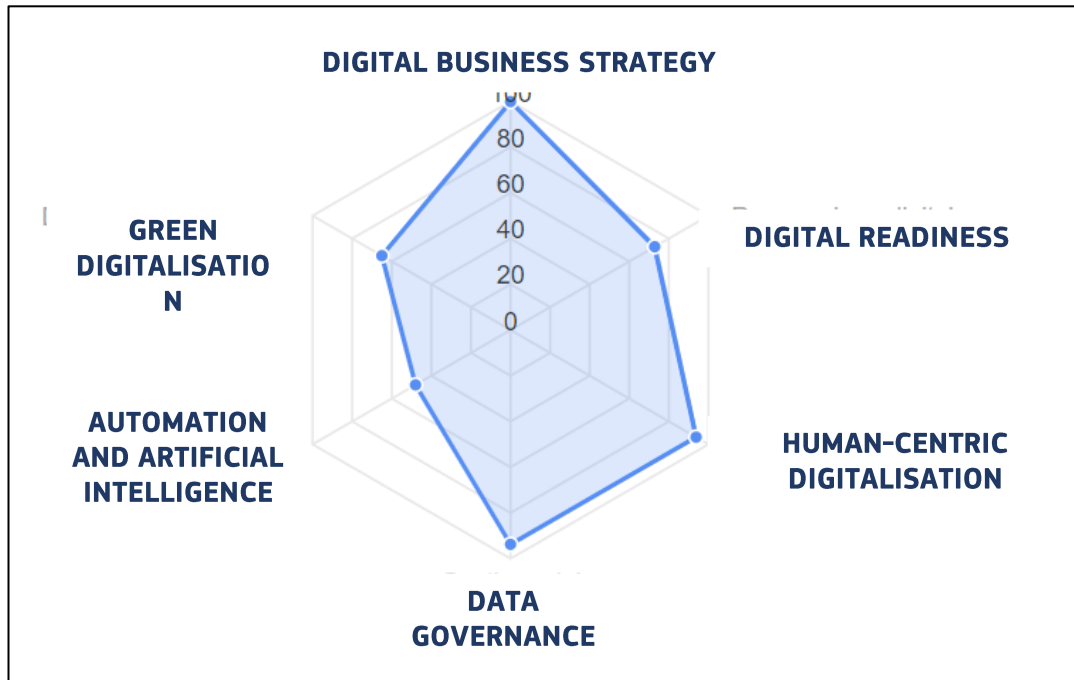 DIGITAL BUSINESS STRATEGY
100
80
60
40
20
0
GREEN
DIGITALISATIO
N
DIGITAL READINESS
AUTOMATION
AND ARTIFICIAL
INTELLIGENCE
HUMAN-CENTRIC
DIGITALISATION
DATA
GOVERNANCE